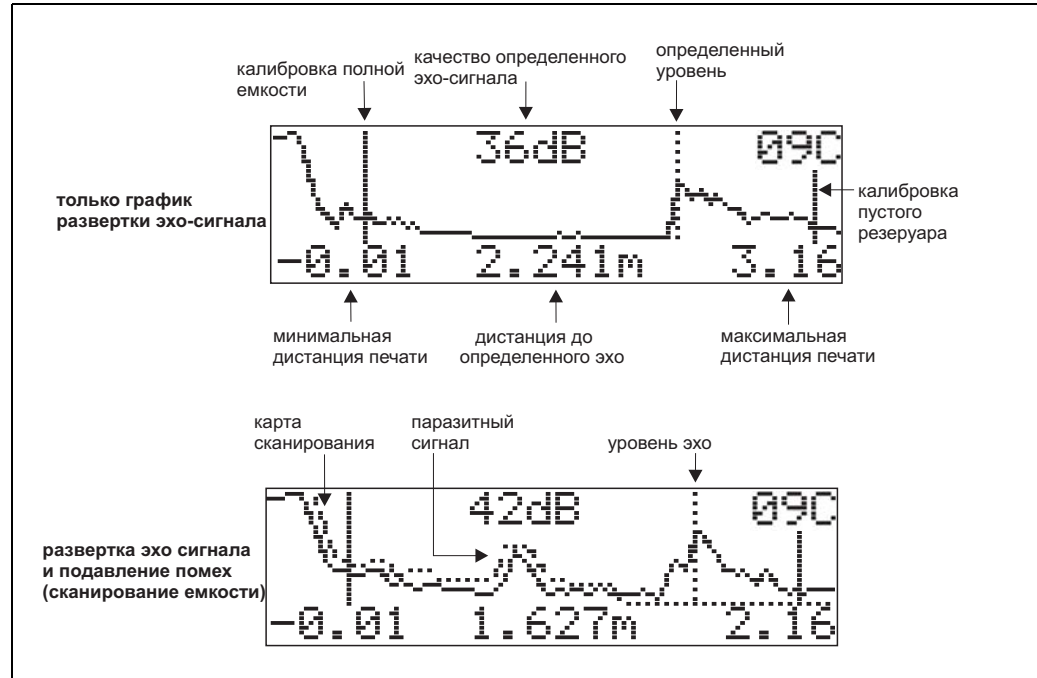 калибровка полной
емкости
качество определенного
эхо-сигнала
определенный
уровень
36dB
09C
только график
развертки эхо-сигнала
калибровка
пустого
резеруара
-0.01
2.241m
3.16
минимальная
дистанция печати
дистанция до
определенного эхо
максимальная
дистанция печати
карта
сканирования
паразитный
сигнал
уровень эхо
42dB
09C
развертка эхо сигнала
и подавление помех
(сканирование емкости)
-0.01
1.627m
2.16